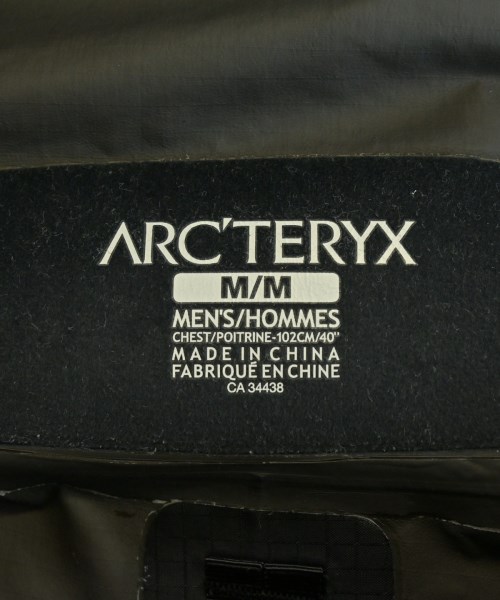 ARC'TERYX
M/M
MEN'S/HOMMES
CHEST/POITRINE-102CM/40"
MADE IN CHINA
FABRIQUÉ EN CHINE
CA 34438